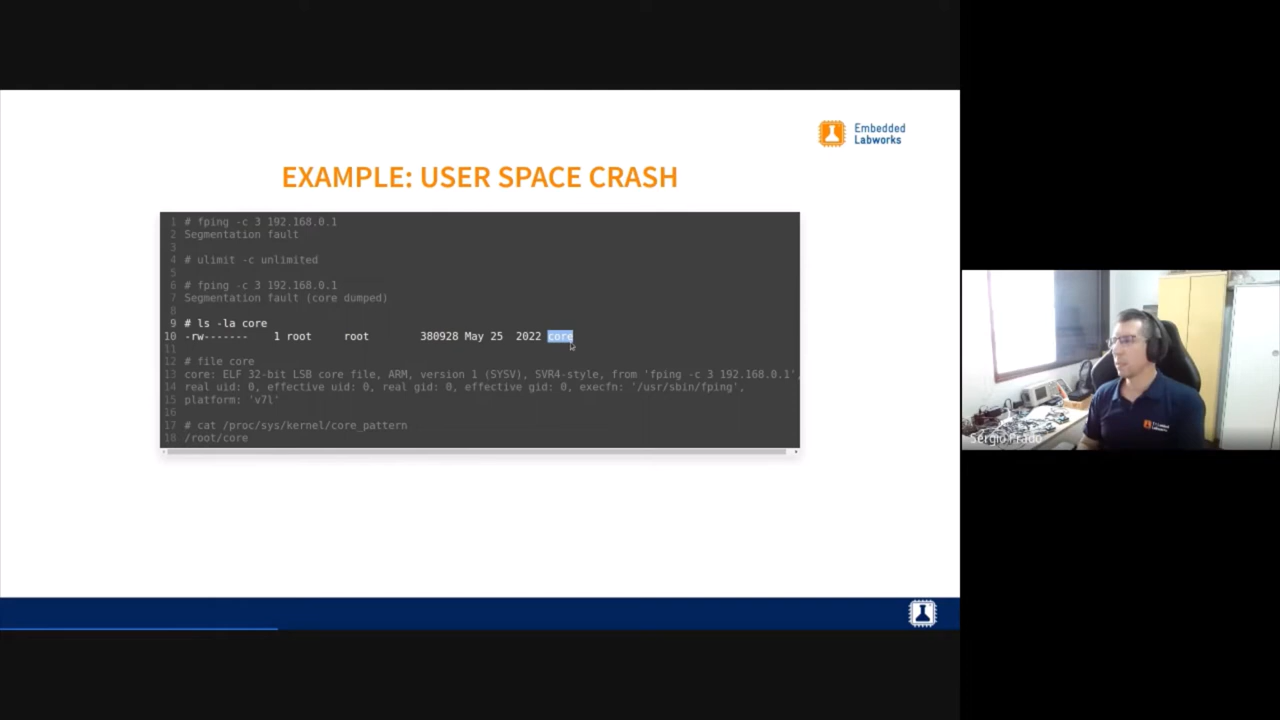 Embedded
Labworks
EXAMPLE: USER SPACE CRASH
1 # fping -c 3 192.168.0.1
2 Segmentation fault
3
4 # ulimit -c unlimited
5
6 # fping -c 3 192.168.0.1
7 Segmentation fault (core dumped)
8
9 # ls -la core
10 -rw------- 1 root root 380928 May 25 2022 core
11
12 # file core
13 core: ELF 32-bit LSB core file, ARM, version 1 (SYSV), SVR4-style, from 'fping -c 3 192.168.0.1',
14 real uid: 0, effective uid: 0, real gid: 0, effective gid: 0, execfn: '/usr/sbin/fping',
15 platform: 'v7l'
16
17 # cat /proc/sys/kernel/core_pattern
18 /root/core
Sergio Prado
Embedded
Labworks